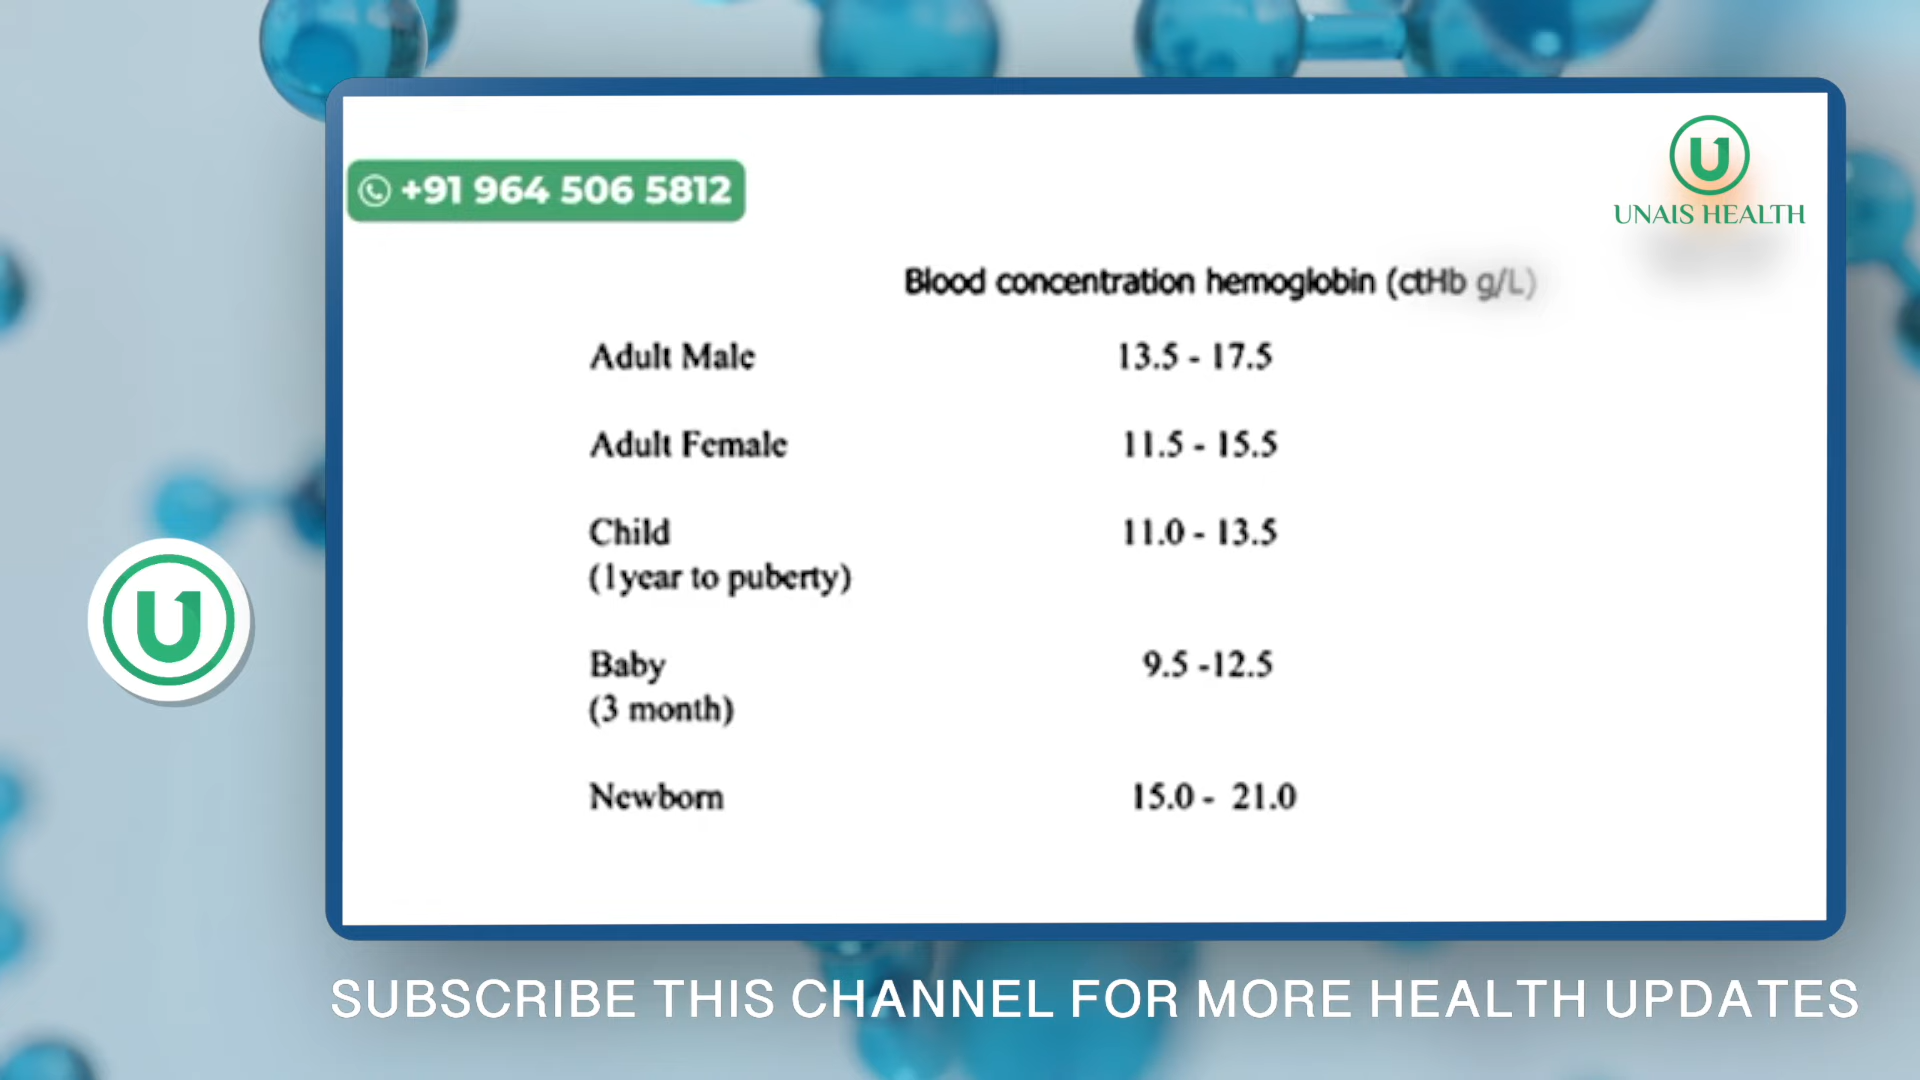 +91 964 506 5812
UNAIS HEALTH
Blood concentration hemoglobin (ctHb g/L)
Adult Male 13.5 - 17.5
Adult Female 11.5 - 15.5
Child 11.0 - 13.5
(1year to puberty)
Baby 9.5 -12.5
(3 month)
Newborn 15.0 - 21.0
SUBSCRIBE THIS CHANNEL FOR MORE HEALTH UPDATES